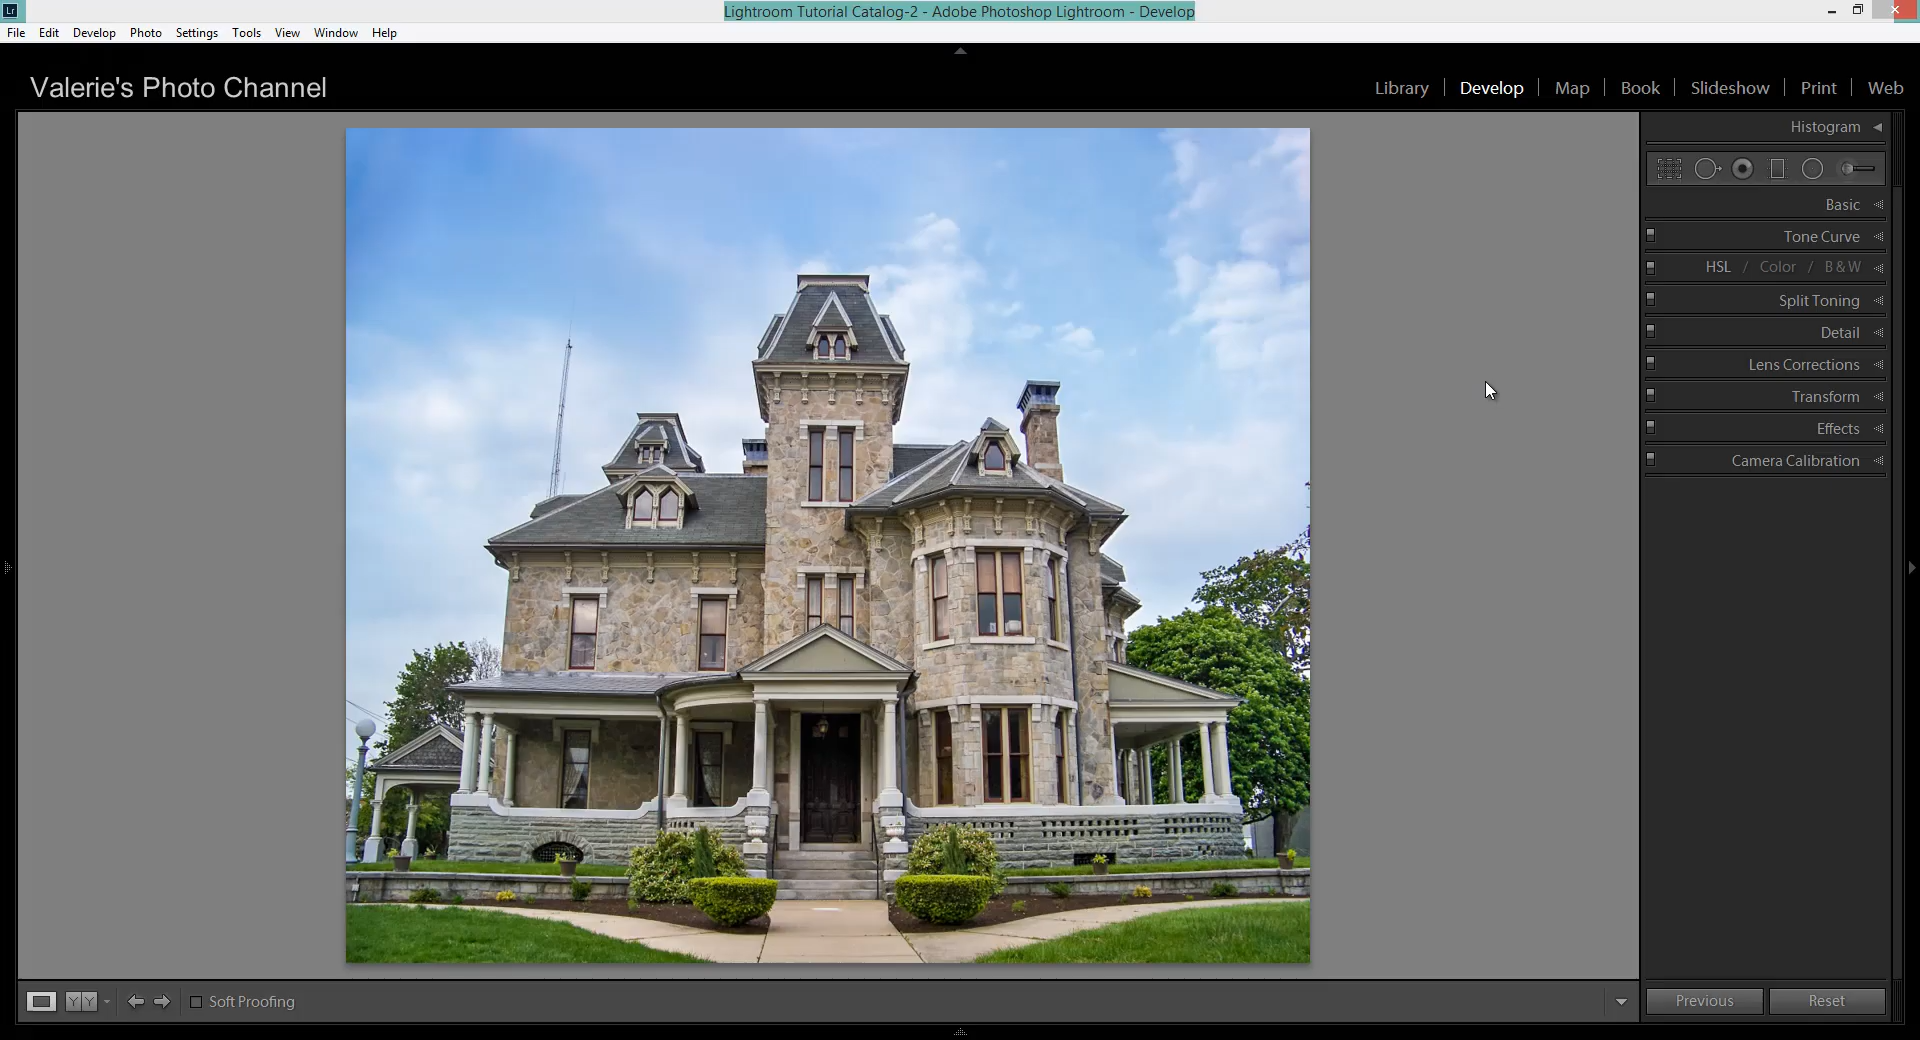 Lr
Lightroom Tutorial Catalog-2 - Adobe Photoshop Lightroom - Develop
File Edit Develop Photo Settings Tools View Window Help
Valerie's Photo Channel
Library | Develop | Map | Book | Slideshow | Print | Web
Histogram
Basic
Tone Curve
HSL / Color / B & W
Split Toning
Detail
Lens Corrections
Transform
Effects
Camera Calibration
Y Y
Soft Proofing
Previous
Reset